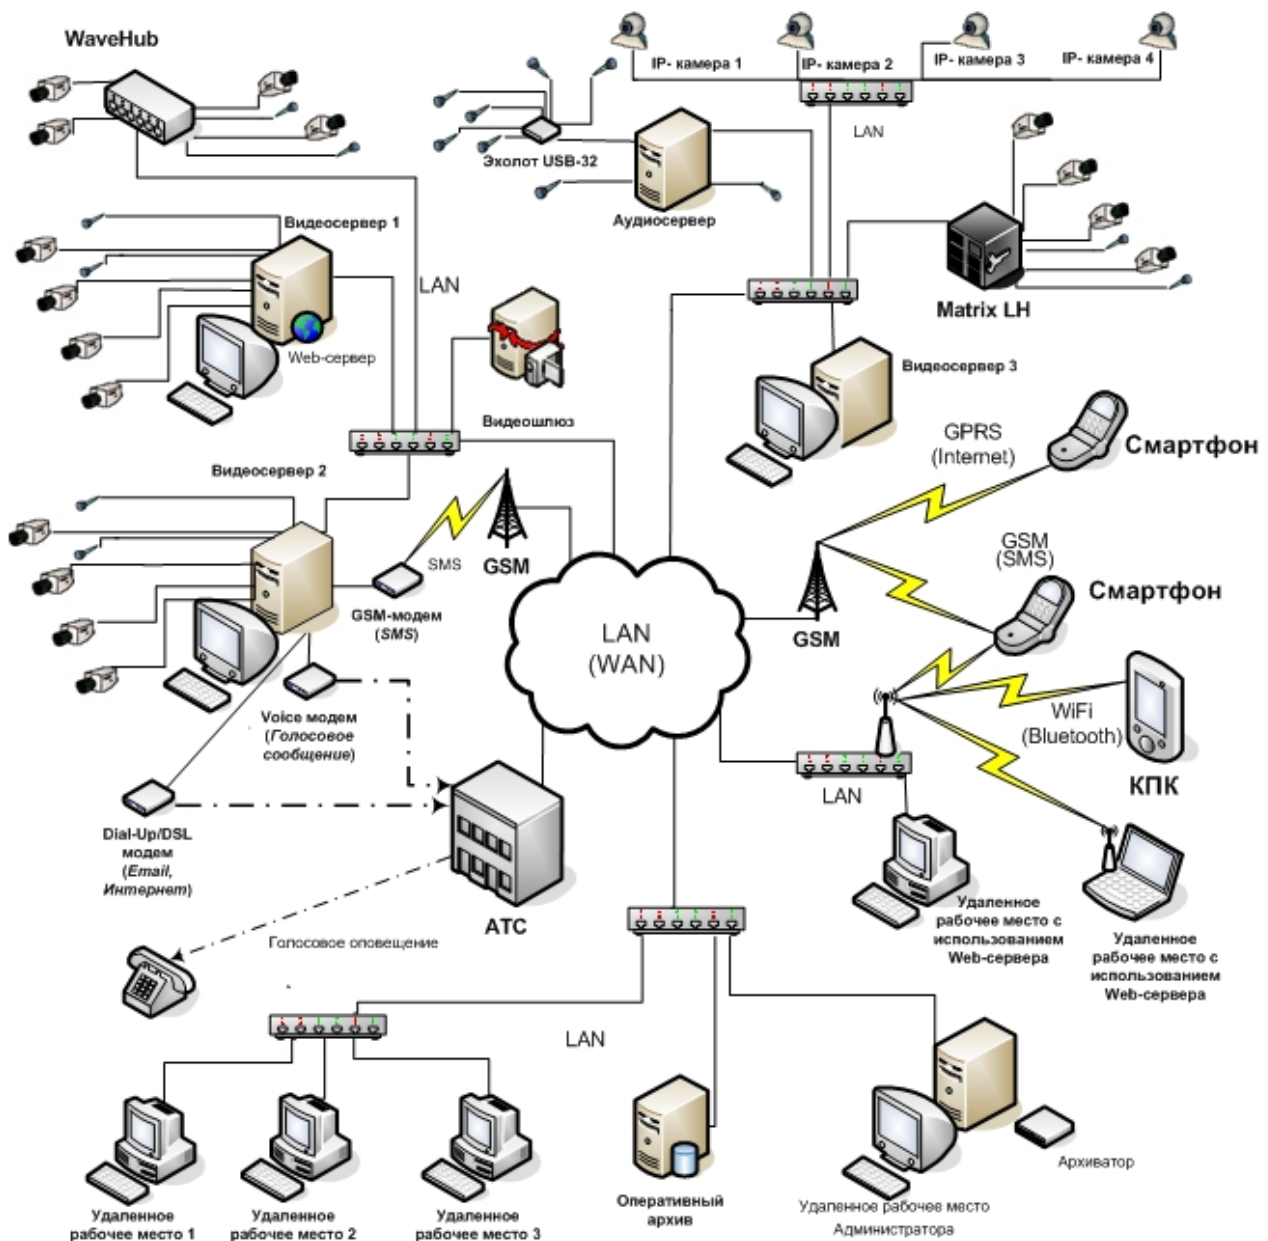 WaveHub
IP- камера 1
IP- камера 2
IP- камера 3
IP- камера 4
LAN
Эхолот USB-32
Аудиосервер
Видеосервер 1
LAN
Web-сервер
Matrix LH
Видеошлюз
Видеосервер 3
GPRS
(Internet)
Смартфон
Видеосервер 2
SMS
GSM
GSM-модем
(SMS)
GSM
(SMS)
Смартфон
LAN
(WAN)
GSM
Voice модем
(Голосовое
сообщение)
WiFi
(Bluetooth)
КПК
LAN
Dial-Up/DSL
модем
(Email,
Интернет)
АТС
Голосовое оповещение
Удаленное
рабочее место с
использованием
Web-сервера
Удаленное
рабочее место с
использованием
Web-сервера
LAN
Архиватор
Оперативный
архив
Удаленное рабочее место
Администратора
Удаленное
рабочее место 1
Удаленное
рабочее место 2
Удаленное
рабочее место 3